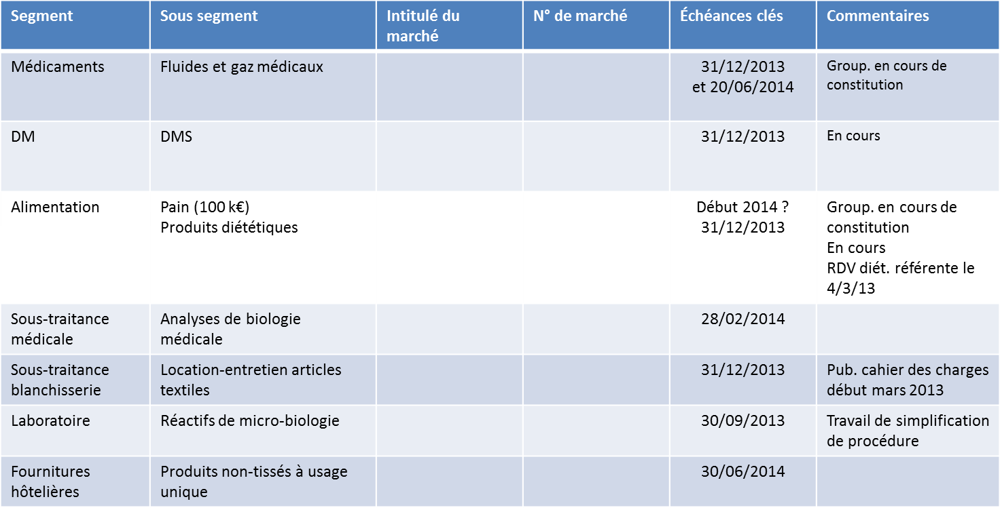 Segment
Sous segment
Intitulé du
marché
N° de marché
Échéances clés
Commentaires
Médicaments
Fluides et gaz médicaux
31/12/2013
et 20/06/2014
Group. en cours de
constitution
DM
DMS
31/12/2013
En cours
Alimentation
Pain (100 k€)
Produits diététiques
Début 2014 ?
31/12/2013
Group. en cours de
constitution
En cours
RDV diét. référente le
4/3/13
Sous-traitance
médicale
Analyses de biologie
médicale
28/02/2014
Sous-traitance
blanchisserie
Location-entretien articles
textiles
31/12/2013
Pub. cahier des charges
début mars 2013
Laboratoire
Réactifs de micro-biologie
30/09/2013
Travail de simplification
de procédure
Fournitures
hôtelières
Produits non-tissés à usage
unique
30/06/2014